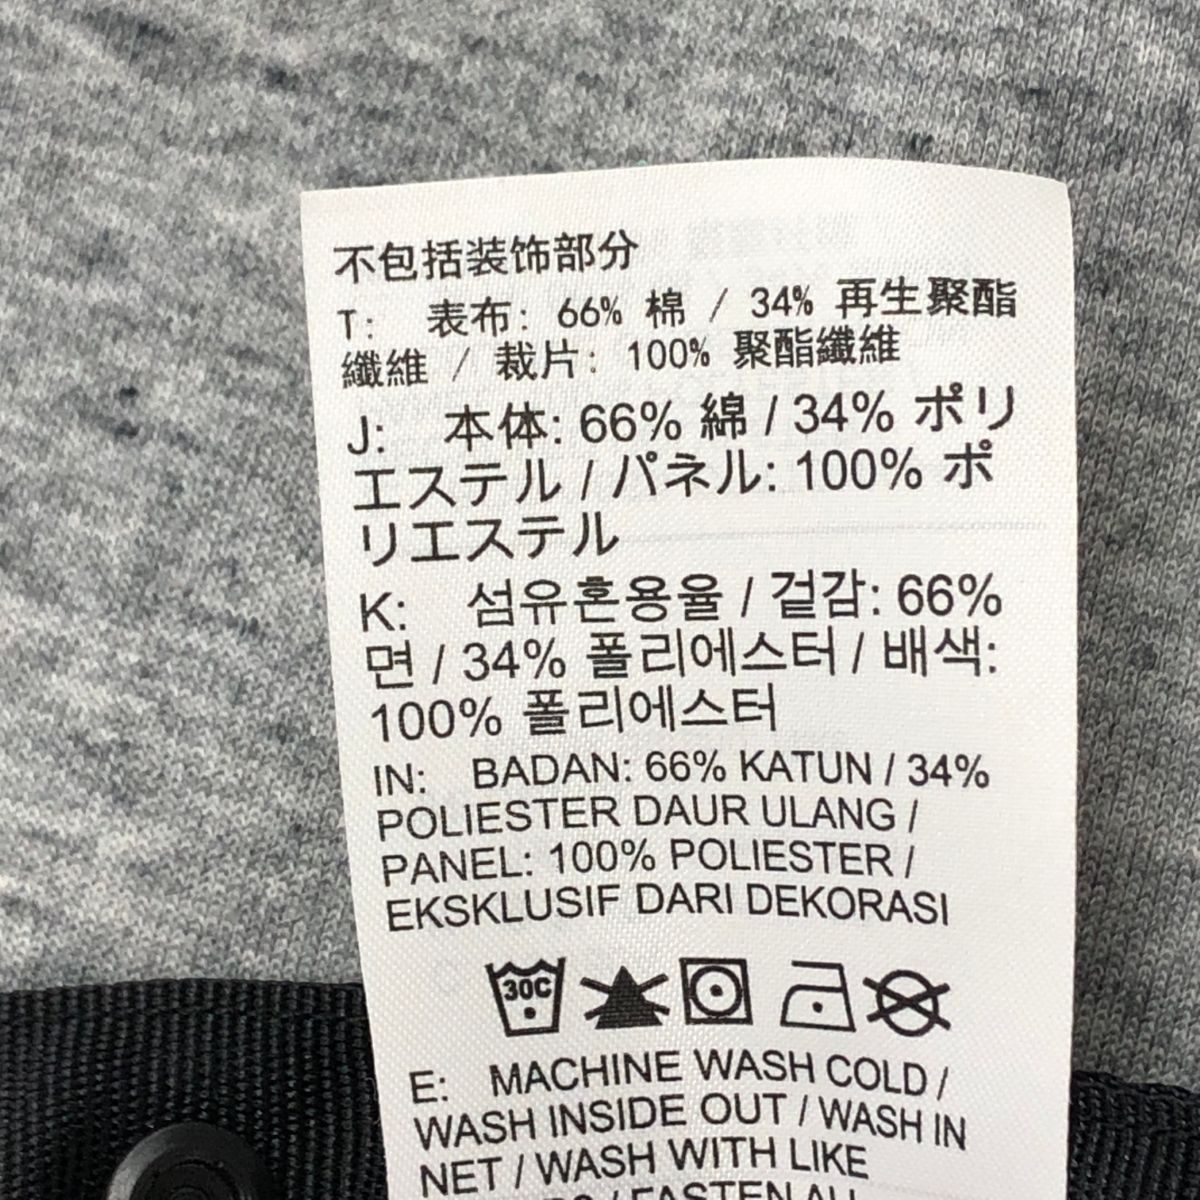 不包括装饰部分
T: 表布: 66% 棉 / 34% 再生聚酯
纖維 / 裁片: 100% 聚酯纖維
J: 本体: 66% 綿 / 34% ポリ
エステル / パネル: 100% ポ
リエステル
K: 섬유혼용율 / 겉감: 66%
면 / 34% 폴리에스터 / 배색:
100% 폴리에스터
IN: BADAN: 66% KATUN / 34%
POLIESTER DAUR ULANG /
PANEL: 100% POLIESTER /
EKSKLUSIF DARI DEKORASI
30C
E: MACHINE WASH COLD /
WASH INSIDE OUT / WASH IN
NET / WASH WITH LIKE
/ FASTEN ALL